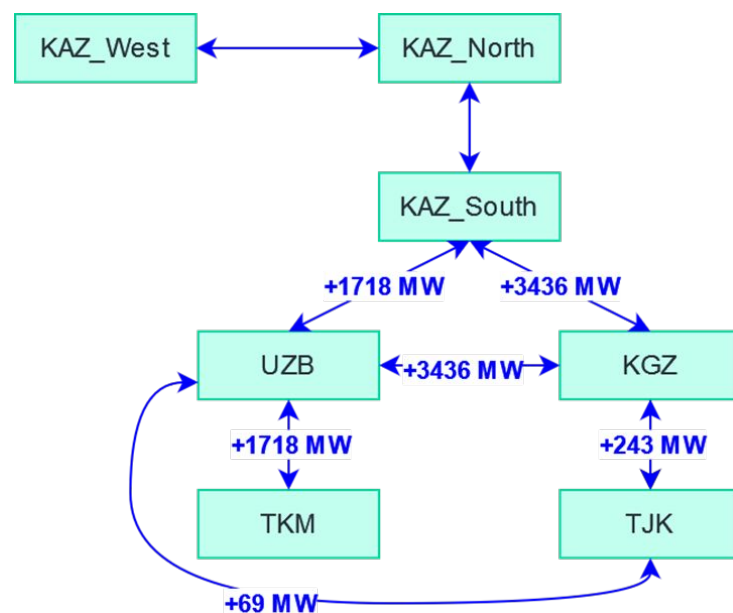 KAZ_West
KAZ_North
KAZ_South
+1718 MW
+3436 MW
UZB
+3436 MW
KGZ
+1718 MW
+243 MW
TKM
TJK
+69 MW